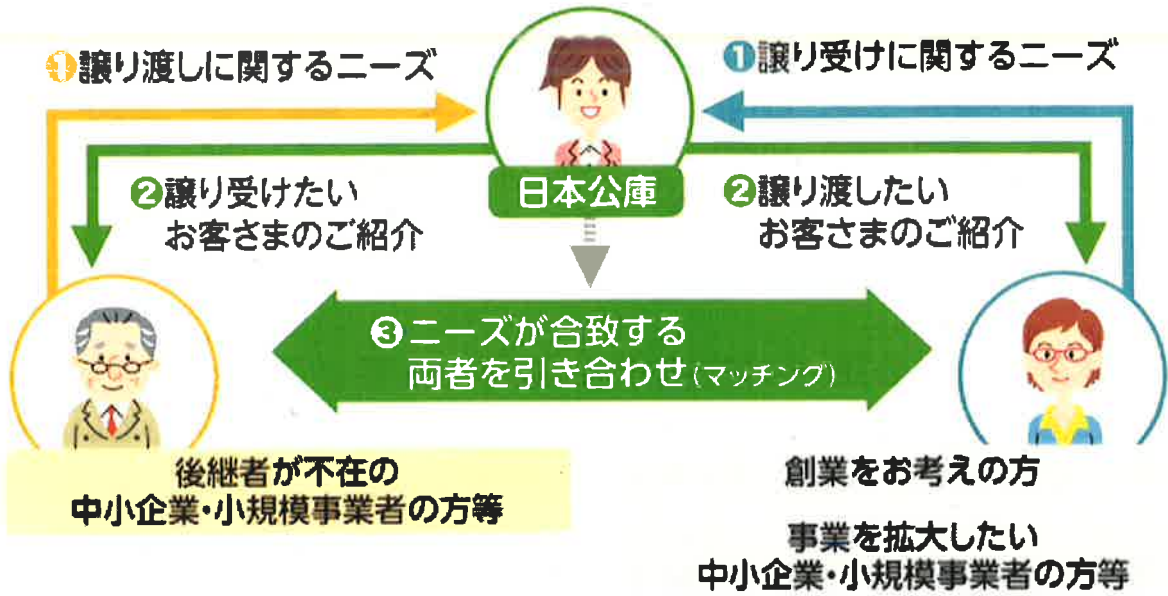 ❶譲り渡しに関するニーズ
❶譲り受けに関するニーズ
日本公庫
❷譲り受けたい
お客さまのご紹介
❷譲り渡したい
お客さまのご紹介
❸ニーズが合致する
両者を引き合わせ(マッチング)
後継者が不在の
中小企業・小規模事業者の方等
創業をお考えの方
事業を拡大したい
中小企業・小規模事業者の方等